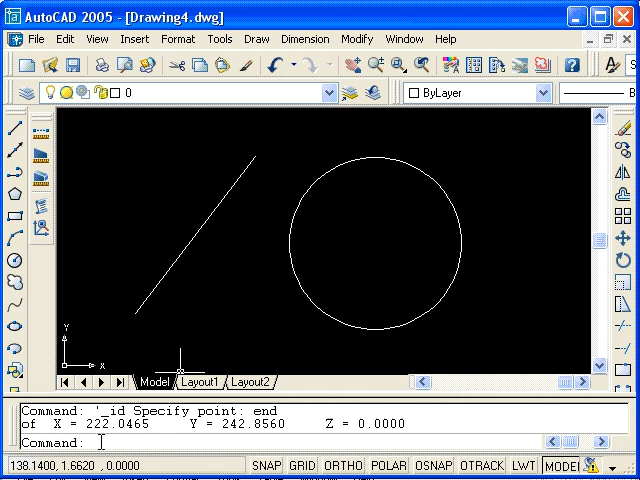 AutoCAD 2005 - [Drawing4.dwg]
File Edit View Insert Format Tools Draw Dimension Modify Window Help
0 ByLayer
Y
X
Model Layout1 Layout2
Command: '_id Specify point: end
of X = 222.0465 Y = 242.8560 Z = 0.0000
Command:
138.1400, 1.6620 , 0.0000 SNAP GRID ORTHO POLAR OSNAP OTRACK LWT MODEL